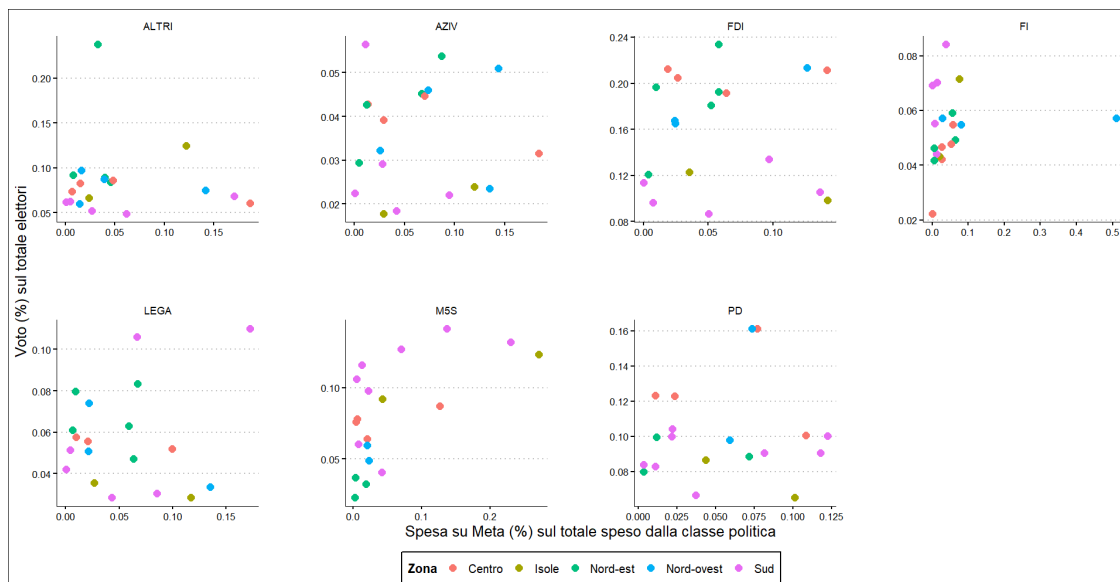 ALTRI
AZIV
FDI
FI
0.20
0.15
0.10
0.05
0.00 0.05 0.10 0.15
0.05
0.04
0.03
0.02
0.00 0.05 0.10 0.15
0.24
0.20
0.16
0.12
0.08
0.00 0.05 0.10
0.08
0.06
0.04
0.02
0.0 0.1 0.2 0.3 0.4 0.5
Voto (%) sul totale elettori
LEGA
M5S
PD
0.10
0.08
0.06
0.04
0.00 0.05 0.10 0.15
0.10
0.05
0.0 0.1 0.2
0.16
0.14
0.12
0.10
0.08
0.000 0.025 0.050 0.075 0.100 0.125
Spesa su Meta (%) sul totale speso dalla classe politica
Zona Centro Isole Nord-est Nord-ovest Sud